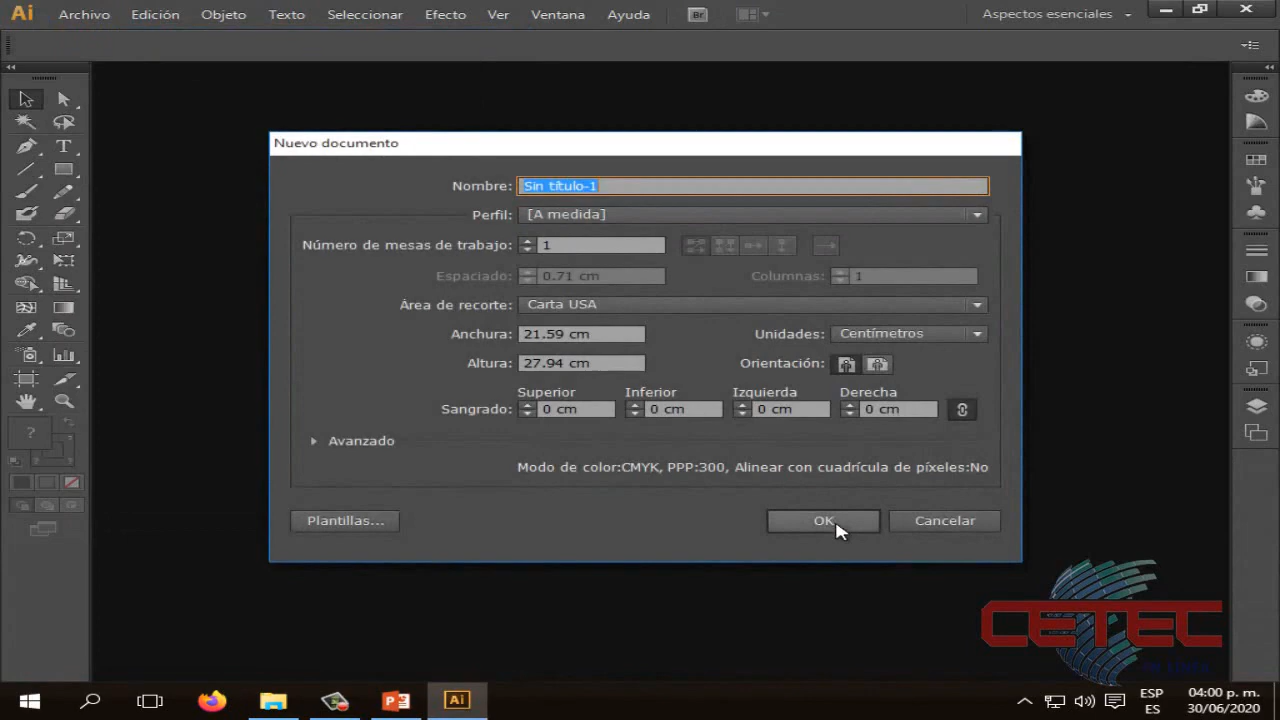 Ai Archivo Edición Objeto Texto Seleccionar Efecto Ver Ventana Ayuda Br Aspectos esenciales
Nuevo documento
Nombre: Sin título-1
Perfil: [A medida]
Número de mesas de trabajo: 1
Espaciado: 0.71 cm Columnas: 1
Área de recorte: Carta USA
Anchura: 21.59 cm Unidades: Centímetros
Altura: 27.94 cm Orientación:
Superior Inferior Izquierda Derecha
Sangrado: 0 cm 0 cm 0 cm 0 cm
Avanzado
Modo de color:CMYK, PPP:300, Alinear con cuadrícula de píxeles:No
Plantillas... OK Cancelar
CETEC
Ai ESP 04:00 p. m.
ES 30/06/2020